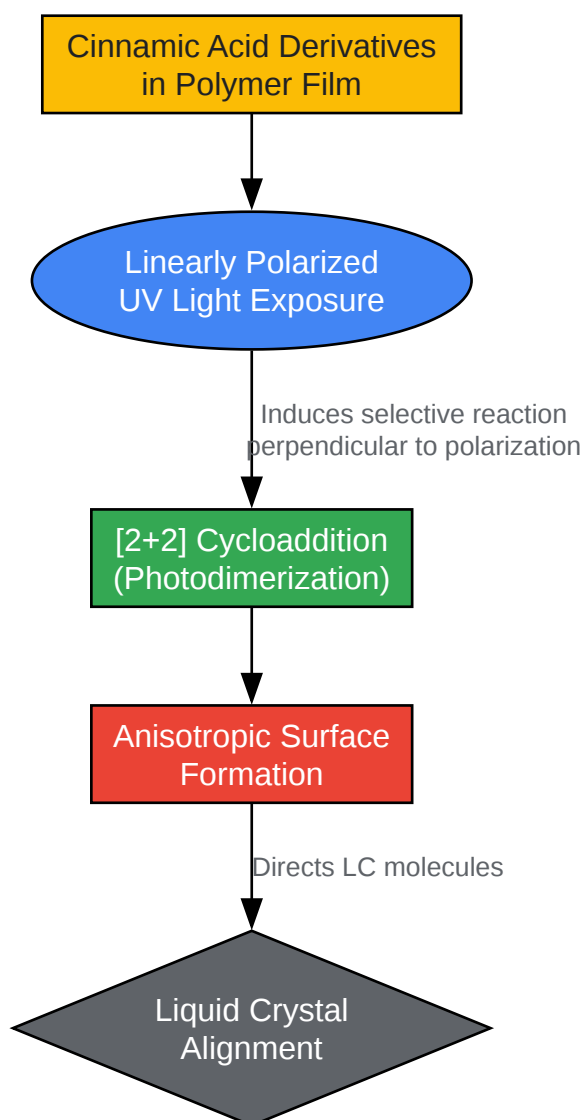 Cinnamic Acid Derivatives
in Polymer Film
Linearly Polarized
UV Light Exposure
Induces selective reaction
perpendicular to polarization
[2+2] Cycloaddition
(Photodimerization)
Anisotropic Surface
Formation
Directs LC molecules
Liquid Crystal
Alignment